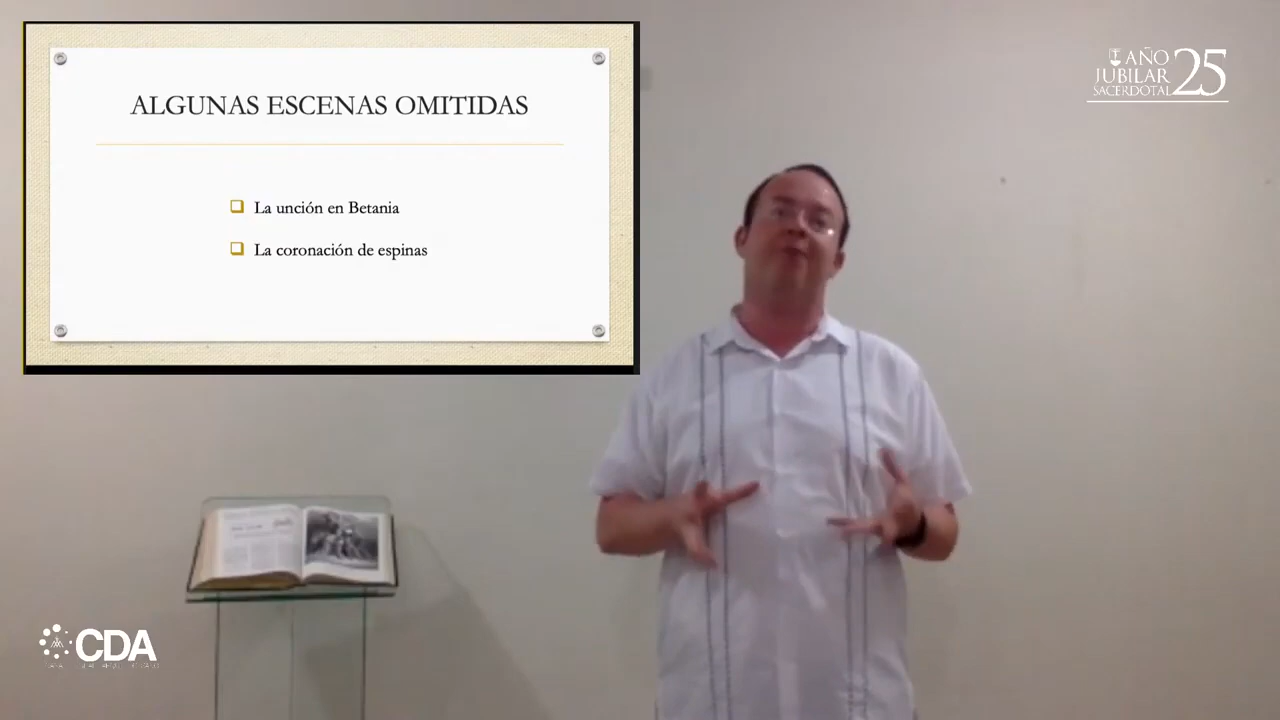 ALGUNAS ESCENAS OMITIDAS
La unción en Betania
La coronación de espinas
AÑO
JUBILAR
SACERDOTAL
25
CDA